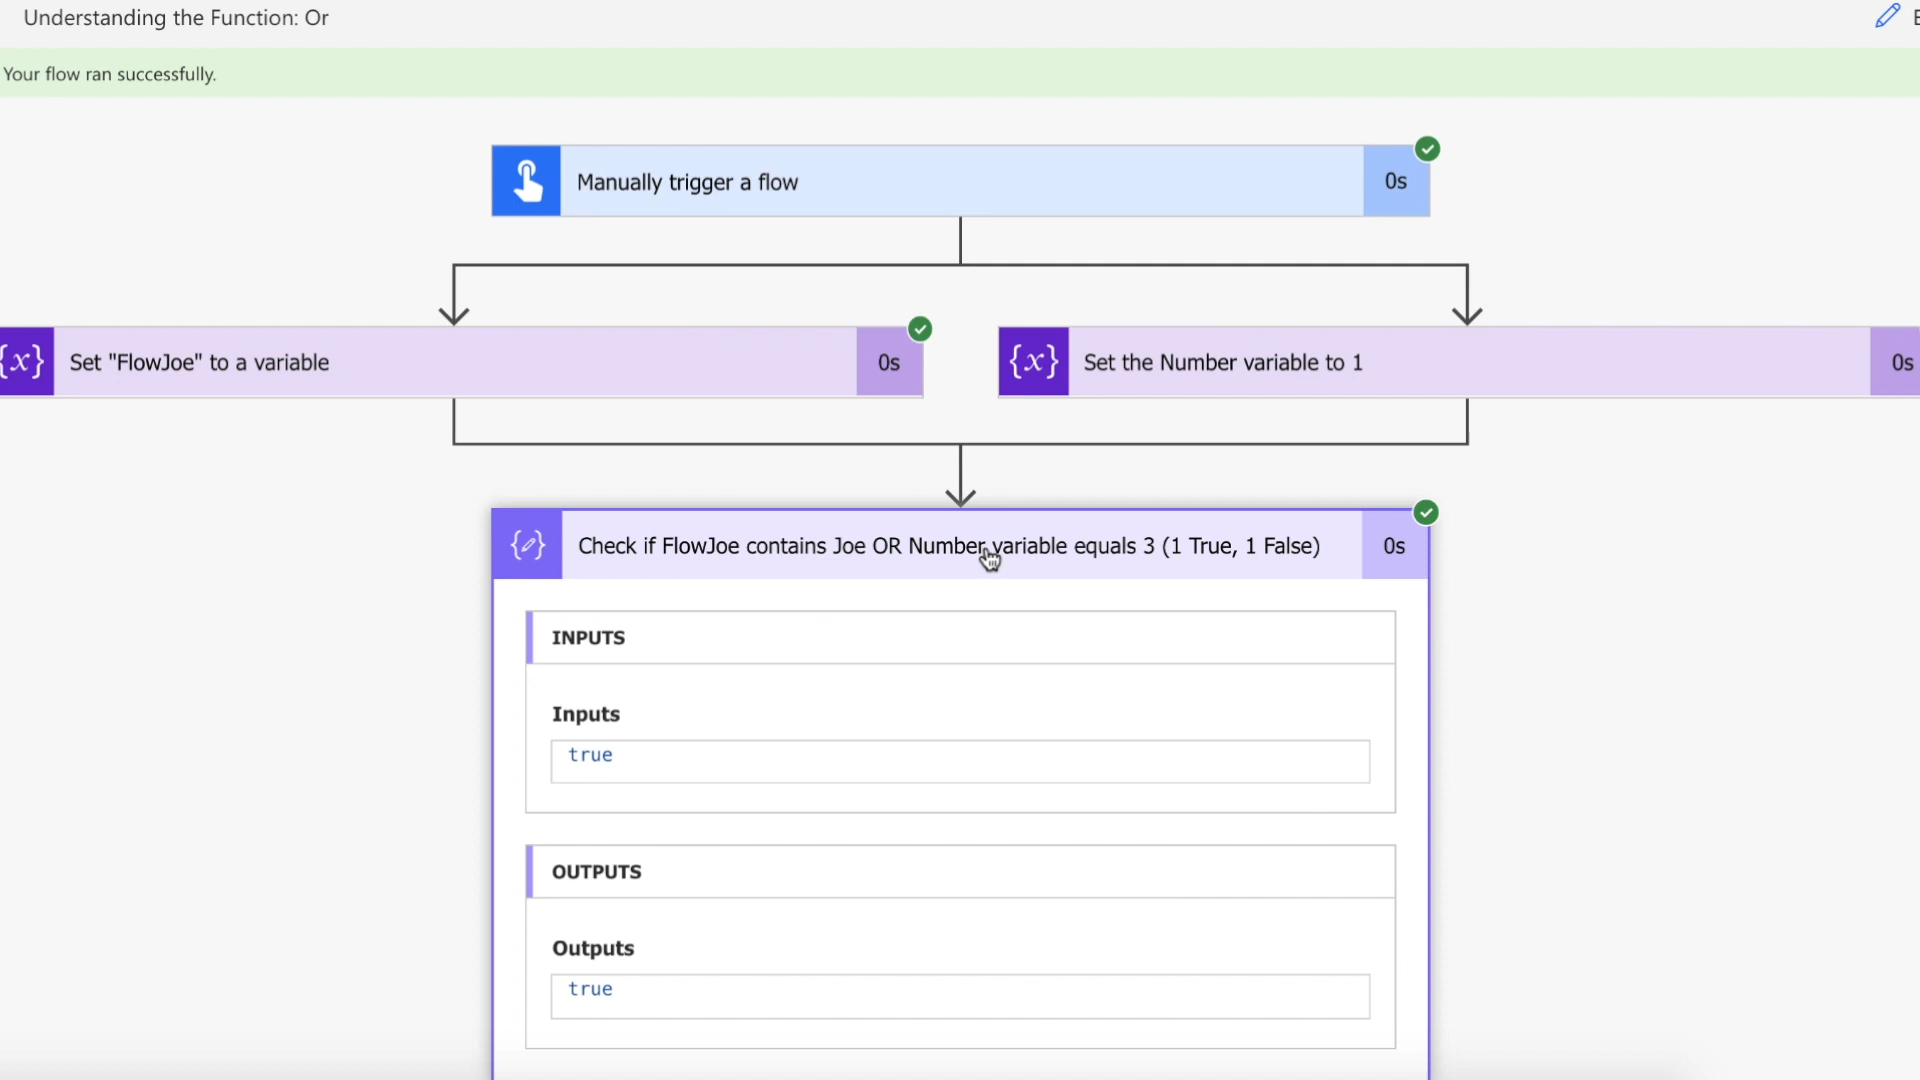 Understanding the Function: Or
Your flow ran successfully.
Manually trigger a flow
0s
{x}
Set "FlowJoe" to a variable
0s
{x}
Set the Number variable to 1
0s
Check if FlowJoe contains Joe OR Number variable equals 3 (1 True, 1 False)
0s
INPUTS
Inputs
true
OUTPUTS
Outputs
true